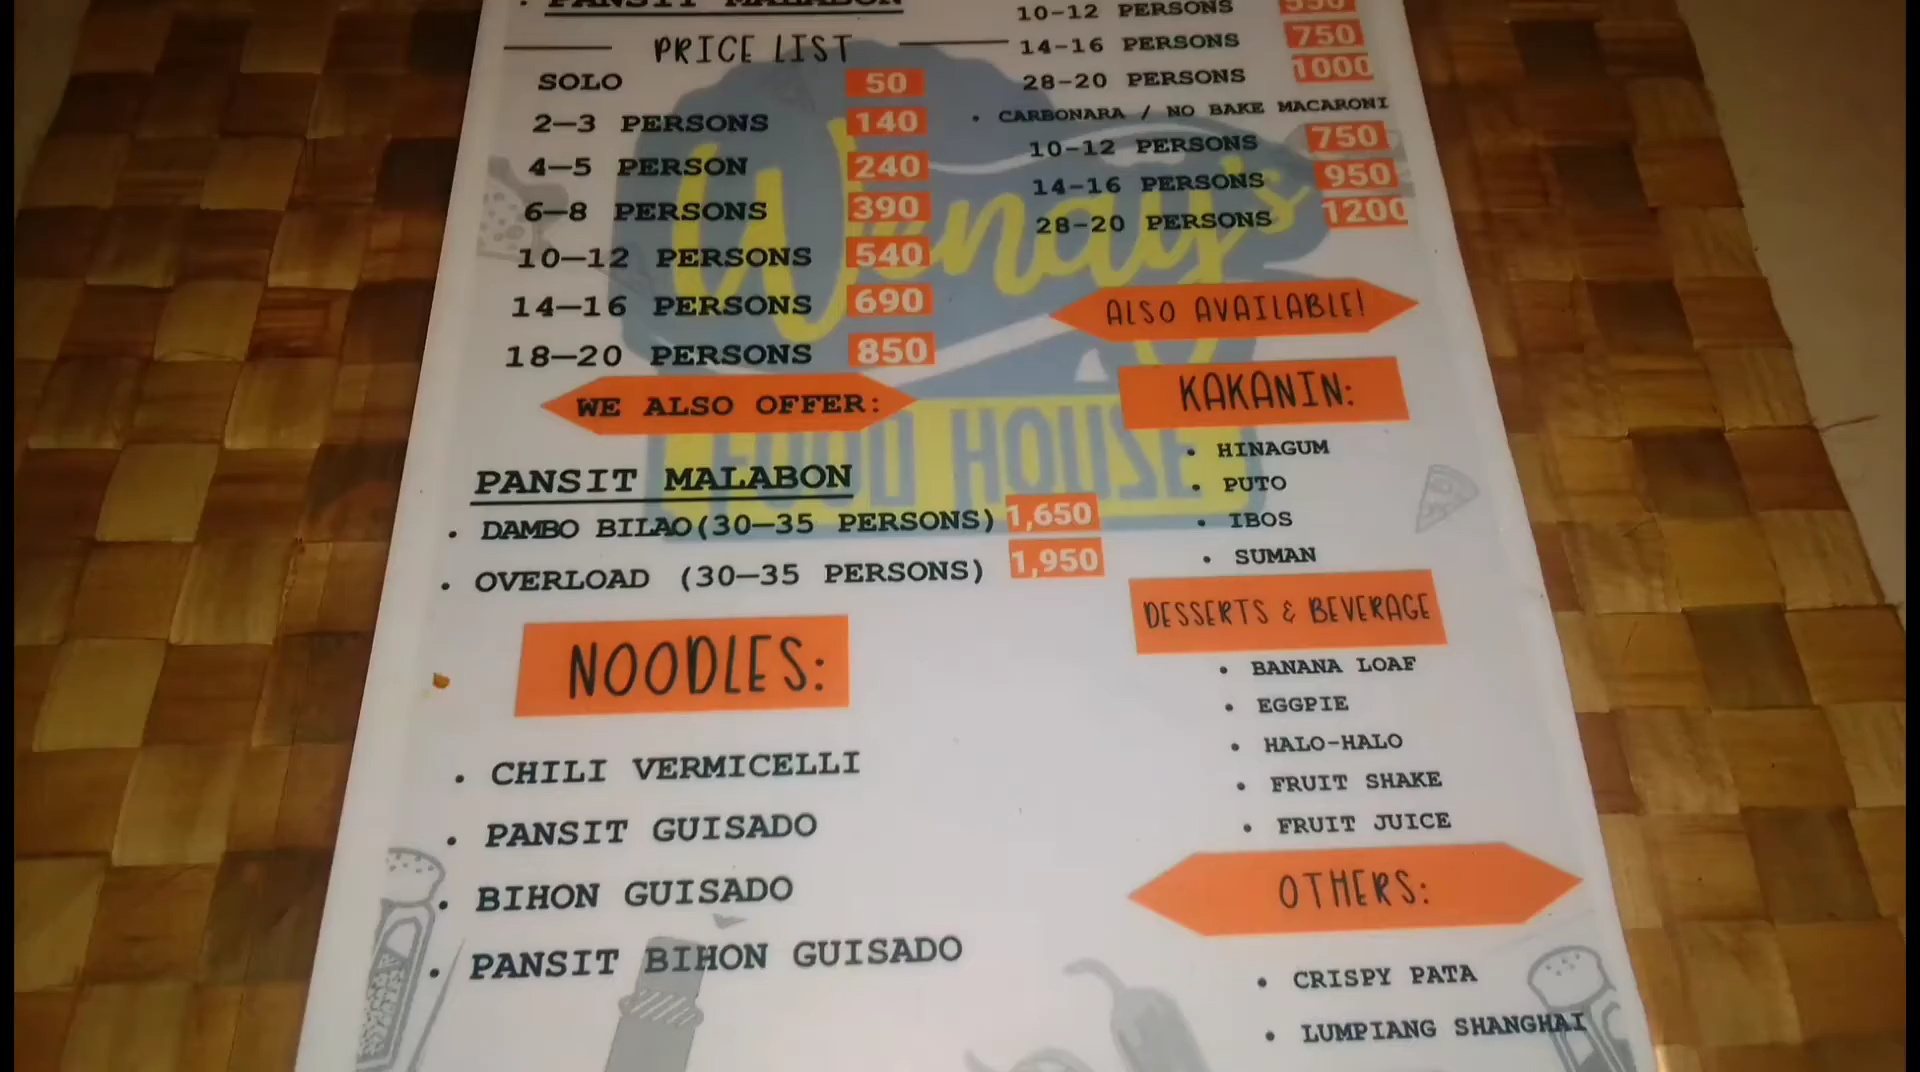 • PANSIT MALABON
PRICE LIST
SOLO 50
2—3 PERSONS 140
4—5 PERSON 240
6—8 PERSONS 390
10—12 PERSONS 540
14—16 PERSONS 690
18—20 PERSONS 850
WE ALSO OFFER:
PANSIT MALABON
• DAMBO BILAO(30—35 PERSONS) 1,650
• OVERLOAD (30—35 PERSONS) 1,950
NOODLES:
• CHILI VERMICELLI
• PANSIT GUISADO
• BIHON GUISADO
• PANSIT BIHON GUISADO
10-12 PERSONS 550
14-16 PERSONS 750
28-20 PERSONS 1000
• CARBONARA / NO BAKE MACARONI
10-12 PERSONS 750
14-16 PERSONS 950
28-20 PERSONS 1200
ALSO AVAILABLE!
KAKANIN:
• HINAGUM
• PUTO
• IBOS
• SUMAN
DESSERTS & BEVERAGE
• BANANA LOAF
• EGGPIE
• HALO-HALO
• FRUIT SHAKE
• FRUIT JUICE
OTHERS:
• CRISPY PATA
• LUMPIANG SHANGHAI
Wendy's
FOOD HOUSE